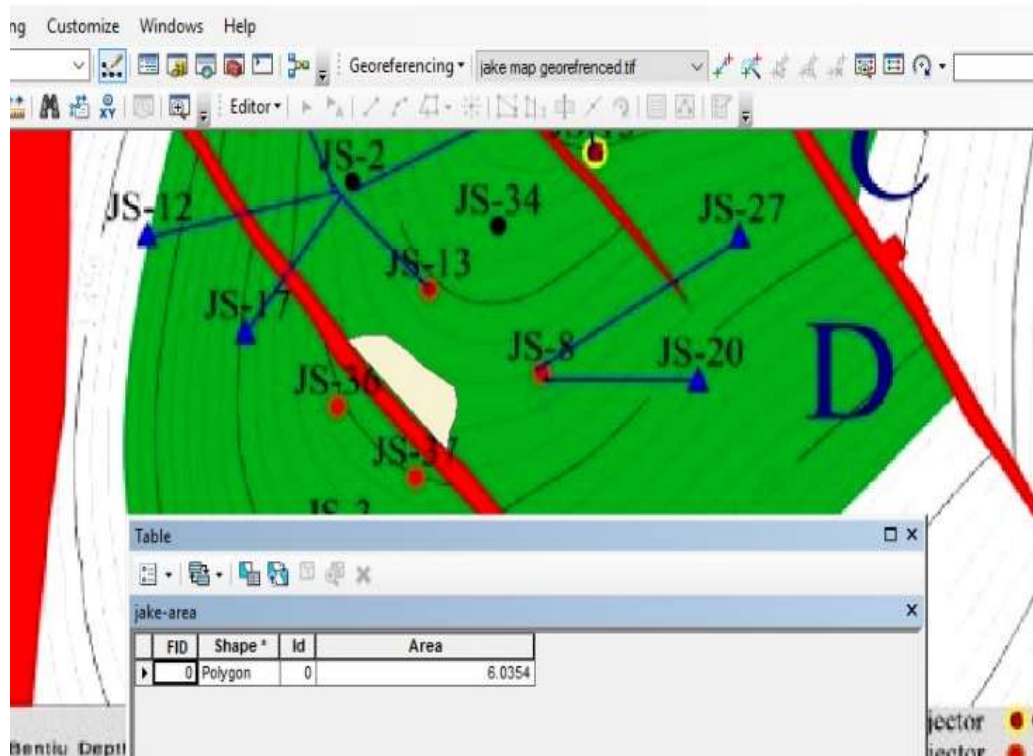 ng Customize Windows Help
Georeferencing jake map georefrenced.tif
XY Editor
JS-2
JS-12
JS-34
JS-27
C
JS-13
JS-17
JS-8
JS-20
D
JS-36
JS-37
Table
jake-area
FID Shape * Id Area
0 Polygon 0 6.0354
jector
Bentiu Dept
jector